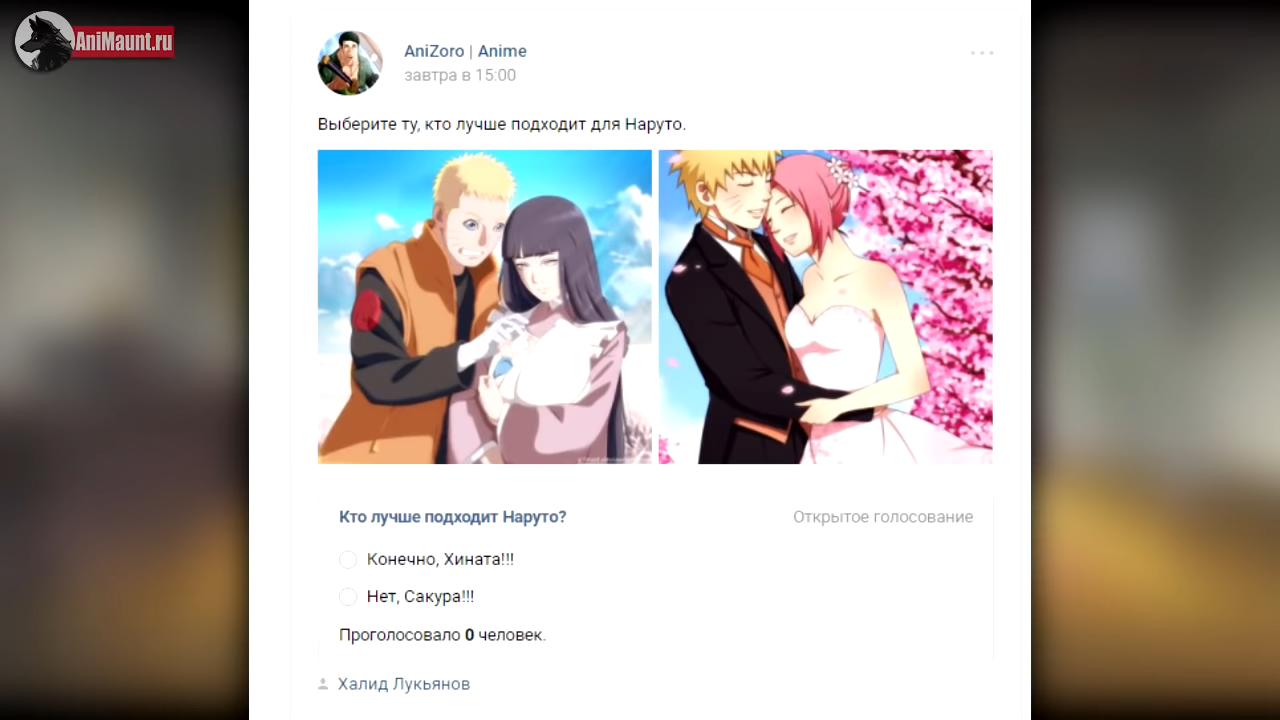 AniMaunt.ru
AniZoro | Anime
завтра в 15:00
Выберите ту, кто лучше подходит для Наруто.
Кто лучше подходит Наруто?
Открытое голосование
Конечно, Хината!!!
Нет, Сакура!!!
Проголосовало 0 человек.
Халид Лукьянов